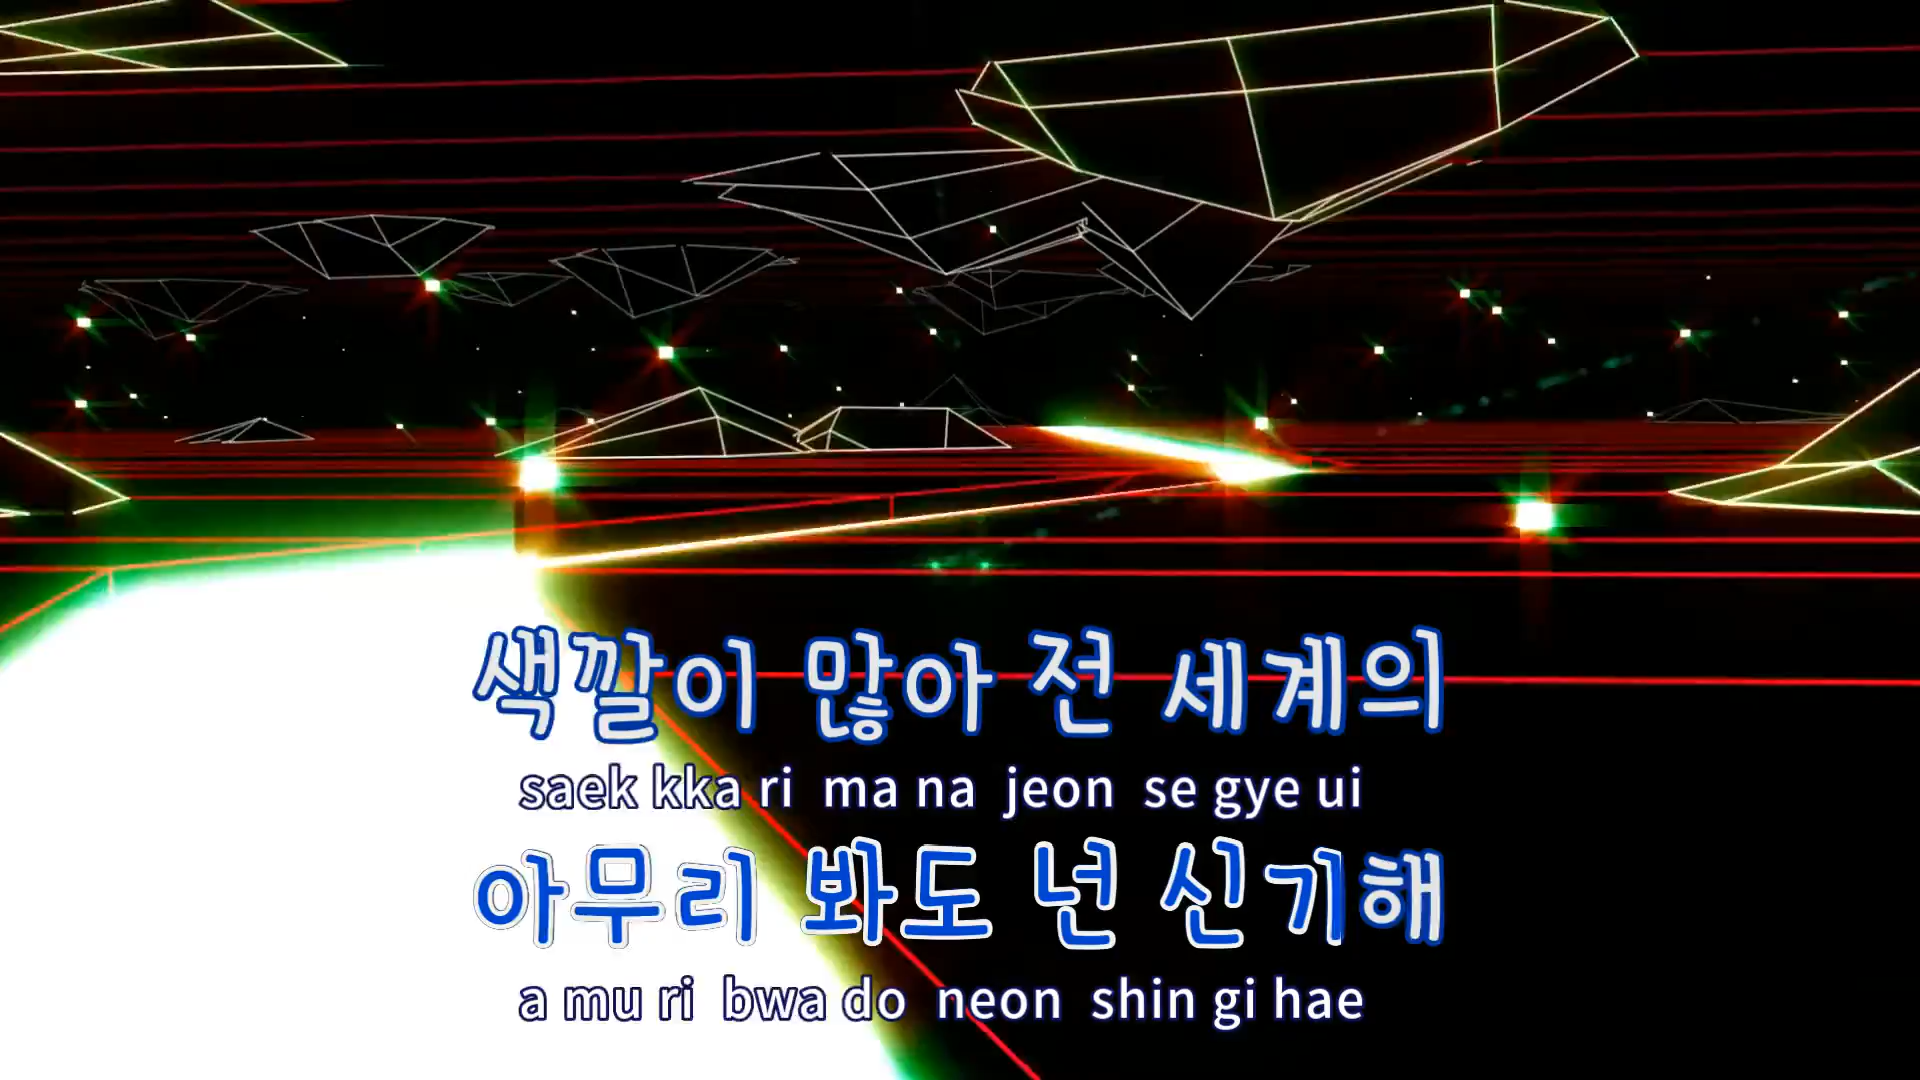 색깔이 많아 전 세계의
saek kka ri ma na jeon se gye ui
아무리 봐도 넌 신기해
a mu ri bwa do neon shin gi hae